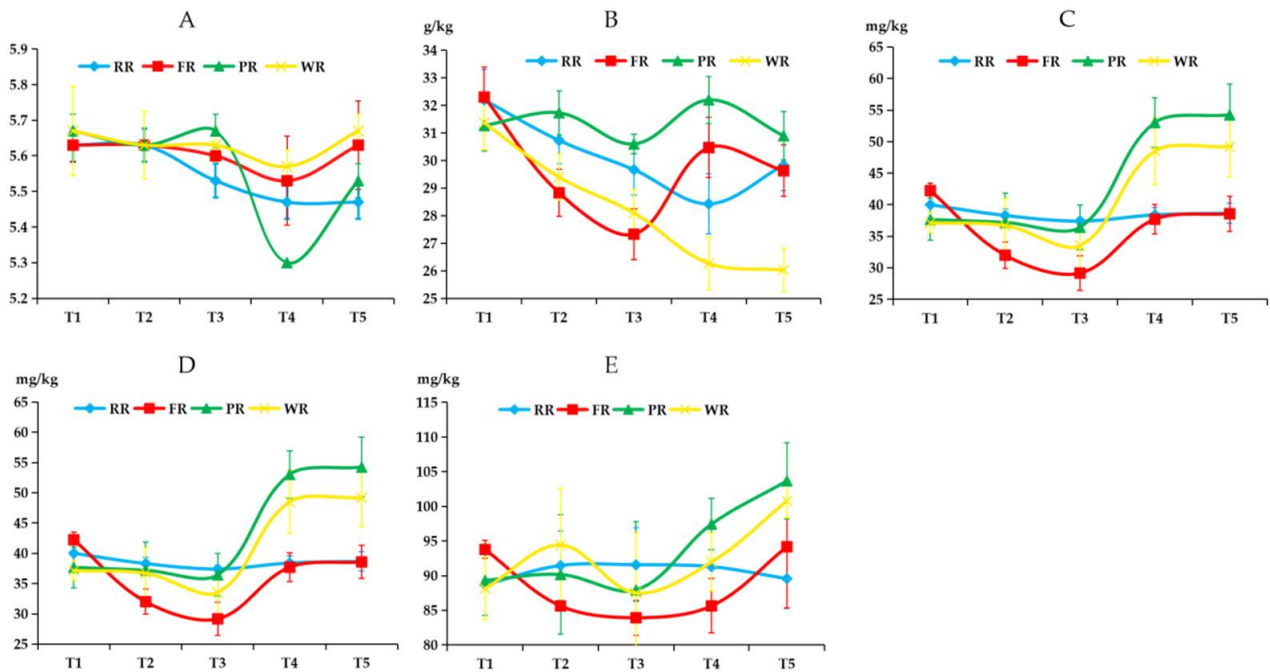 A
5.9
5.8
5.7
5.6
5.5
5.4
5.3
5.2
RR FR PR WR
T1 T2 T3 T4 T5
B
g/kg
34
33
32
31
30
29
28
27
26
25
RR FR PR WR
T1 T2 T3 T4 T5
C
mg/kg
65
60
55
50
45
40
35
30
25
RR FR PR WR
T1 T2 T3 T4 T5
D
mg/kg
65
60
55
50
45
40
35
30
25
RR FR PR WR
T1 T2 T3 T4 T5
E
mg/kg
115
110
105
100
95
90
85
80
RR FR PR WR
T1 T2 T3 T4 T5